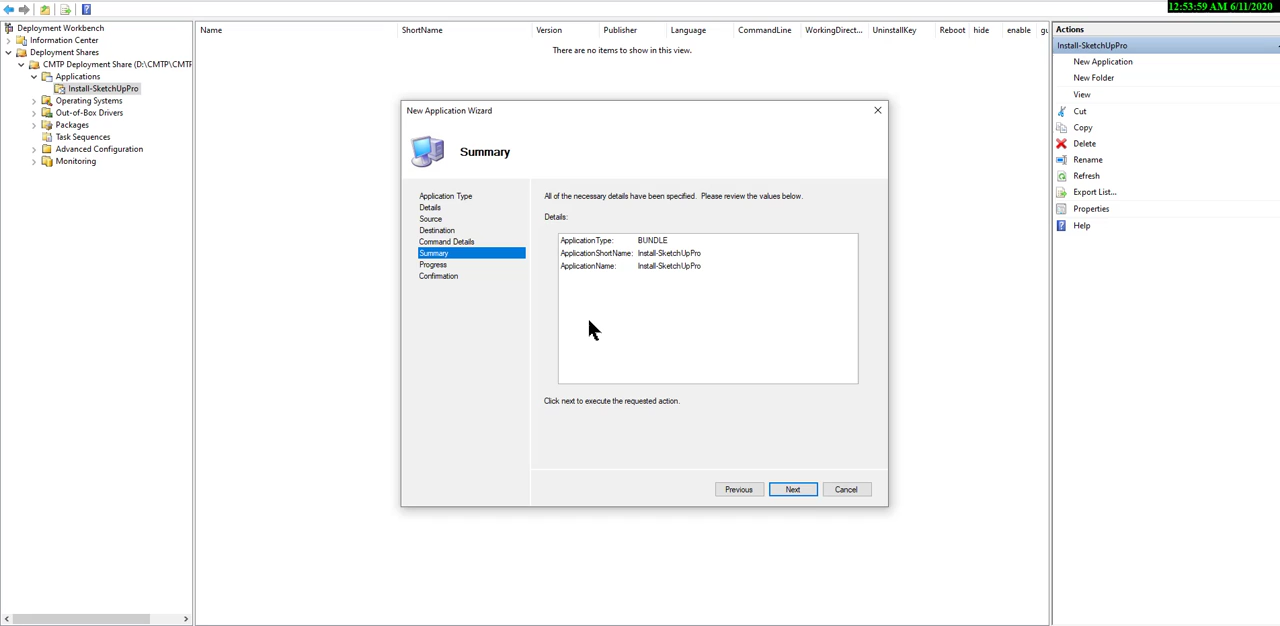 12:53:59 AM 6/11/2020
Deployment Workbench
Information Center
Deployment Shares
CMTP Deployment Share (D:\CMTP\CMTF
Applications
Install-SketchUpPro
Operating Systems
Out-of-Box Drivers
Packages
Task Sequences
Advanced Configuration
Monitoring
Name ShortName Version Publisher Language CommandLine WorkingDirect... UninstallKey Reboot hide enable gu
There are no items to show in this view.
New Application Wizard
Summary
Application Type
Details
Source
Destination
Command Details
Summary
Progress
Confirmation
All of the necessary details have been specified. Please review the values below.
Details:
ApplicationType: BUNDLE
ApplicationShortName: Install-SketchUpPro
ApplicationName: Install-SketchUpPro
Click next to execute the requested action.
Previous Next Cancel
Actions
Install-SketchUpPro
New Application
New Folder
View
Cut
Copy
Delete
Rename
Refresh
Export List...
Properties
Help